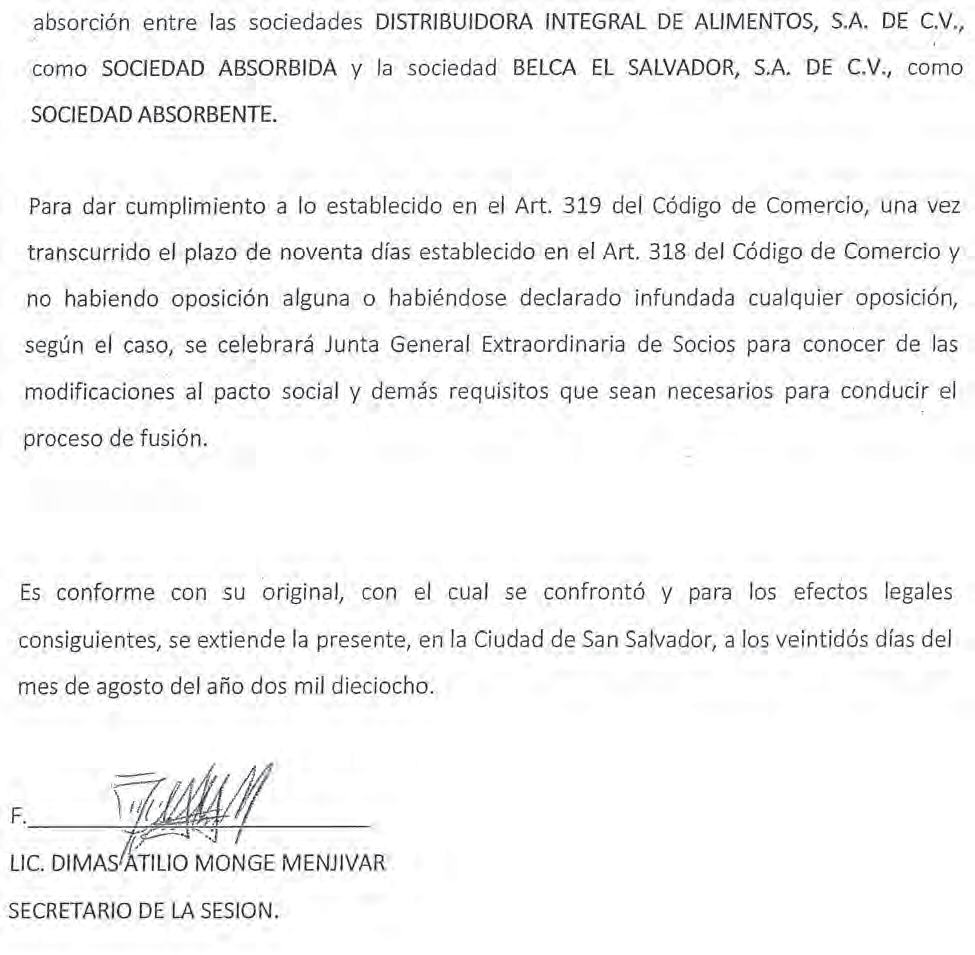 absorción entre las sociedades DISTRIBUIDORA INTEGRAL DE ALIMENTOS, S.A. DE C.V.,
como SOCIEDAD ABSORBIDA y la sociedad BELCA EL SALVADOR, S.A. DE C.V., como
SOCIEDAD ABSORBENTE.
Para dar cumplimiento a lo establecido en el Art. 319 del Código de Comercio, una vez
transcurrido el plazo de noventa días establecido en el Art. 318 del Código de Comercio y
no habiendo oposición alguna o habiéndose declarado infundada cualquier oposición,
según el caso, se celebrará Junta General Extraordinaria de Socios para conocer de las
modificaciones al pacto social y demás requisitos que sean necesarios para conducir el
proceso de fusión.
Es conforme con su original, con el cual se confrontó y para los efectos legales
consiguientes, se extiende la presente, en la Ciudad de San Salvador, a los veintidós días del
mes de agosto del año dos mil dieciocho.
F.
LIC. DIMAS ATILIO MONGE MENJIVAR
SECRETARIO DE LA SESION.